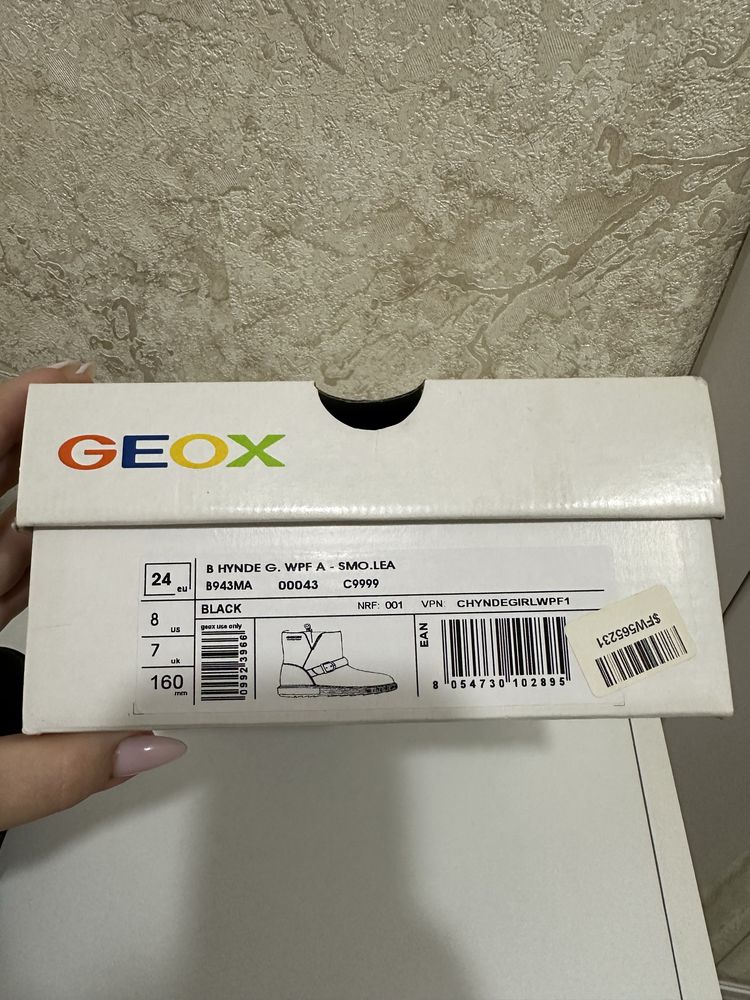 GEOX
24 eu
8 us
7 uk
160 mm
B HYNDE G. WPF A - SMO.LEA
B943MA 00043 C9999
BLACK NRF: 001 VPN: CHYNDEGIRLWPF1
geox use only
09923966
EAN
8 054730 102895
$FW565231